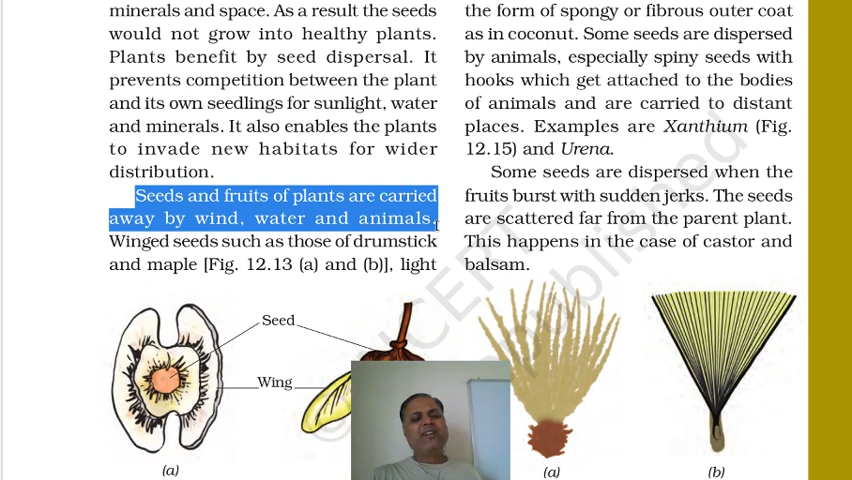 minerals and space. As a result the seeds
would not grow into healthy plants.
Plants benefit by seed dispersal. It
prevents competition between the plant
and its own seedlings for sunlight, water
and minerals. It also enables the plants
to invade new habitats for wider
distribution.
Seeds and fruits of plants are carried
away by wind, water and animals.
Winged seeds such as those of drumstick
and maple [Fig. 12.13 (a) and (b)], light
the form of spongy or fibrous outer coat
as in coconut. Some seeds are dispersed
by animals, especially spiny seeds with
hooks which get attached to the bodies
of animals and are carried to distant
places. Examples are Xanthium (Fig.
12.15) and Urena.
Some seeds are dispersed when the
fruits burst with sudden jerks. The seeds
are scattered far from the parent plant.
This happens in the case of castor and
balsam.
Seed
Wing
(a)
(a)
(b)